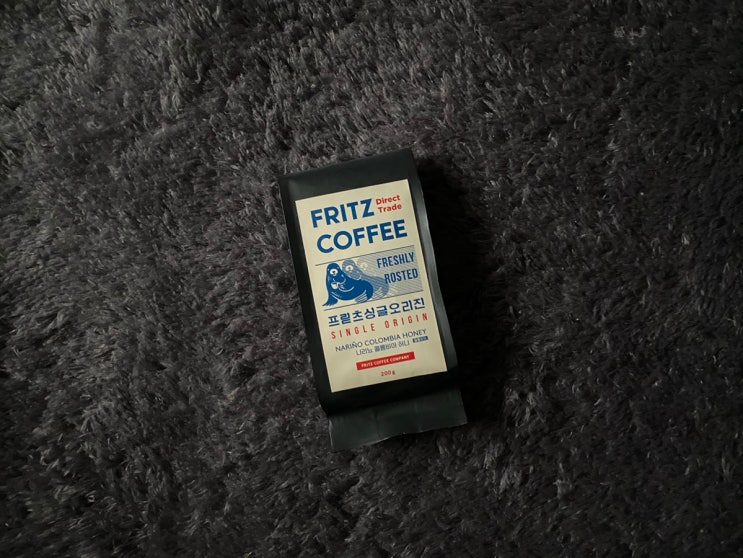 FRITZ
Direct
Trade
COFFEE
FRESHLY
ROSTED
프릳츠싱글오리진
SINGLE ORIGIN
NARIÑO COLOMBIA HONEY
나리뇨 콜롬비아 허니
FRITZ COFFEE COMPANY
200g